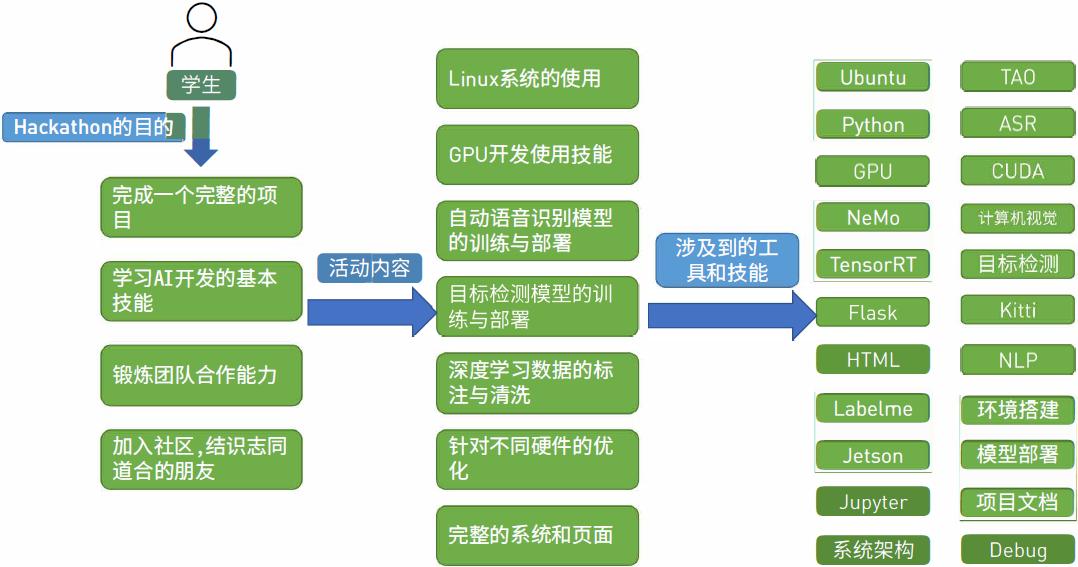 学生
Hackathon的目的
完成一个完整的项
目
学习AI开发的基本
技能
锻炼团队合作能力
加入社区,结识志同
道合的朋友
活动内容
Linux系统的使用
GPU开发使用技能
自动语音识别模型
的训练与部署
目标检测模型的训
练与部署
深度学习数据的标
注与清洗
针对不同硬件的优
化
完整的系统和页面
涉及到的工
具和技能
Ubuntu
Python
GPU
NeMo
TensorRT
Flask
HTML
Labelme
Jetson
Jupyter
系统架构
TAO
ASR
CUDA
计算机视觉
目标检测
Kitti
NLP
环境搭建
模型部署
项目文档
Debug